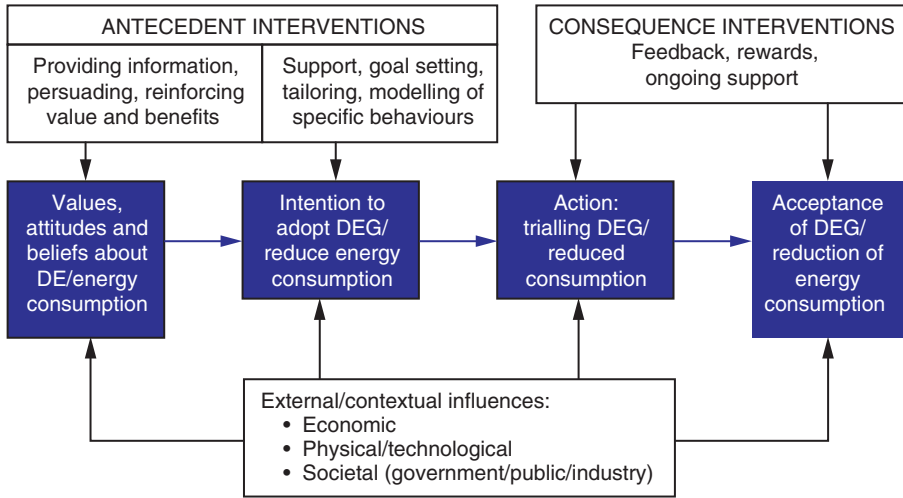 ANTECEDENT INTERVENTIONS
Providing information,
persuading, reinforcing
value and benefits
Support, goal setting,
tailoring, modelling of
specific behaviours
CONSEQUENCE INTERVENTIONS
Feedback, rewards,
ongoing support
Values,
attitudes and
beliefs about
DE/energy
consumption
Intention to
adopt DEG/
reduce energy
consumption
Action:
trialling DEG/
reduced
consumption
Acceptance
of DEG/
reduction of
energy
consumption
External/contextual influences:
• Economic
• Physical/technological
• Societal (government/public/industry)